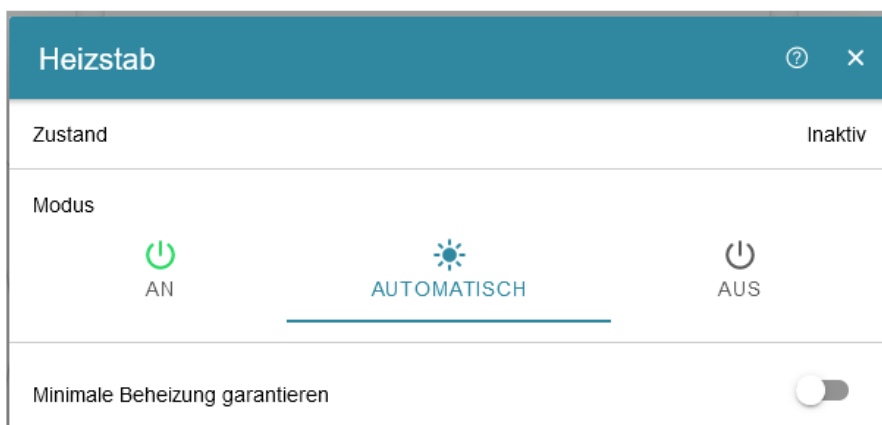 Heizstab
Zustand Inaktiv
Modus
AN AUTOMATISCH AUS
Minimale Beheizung garantieren